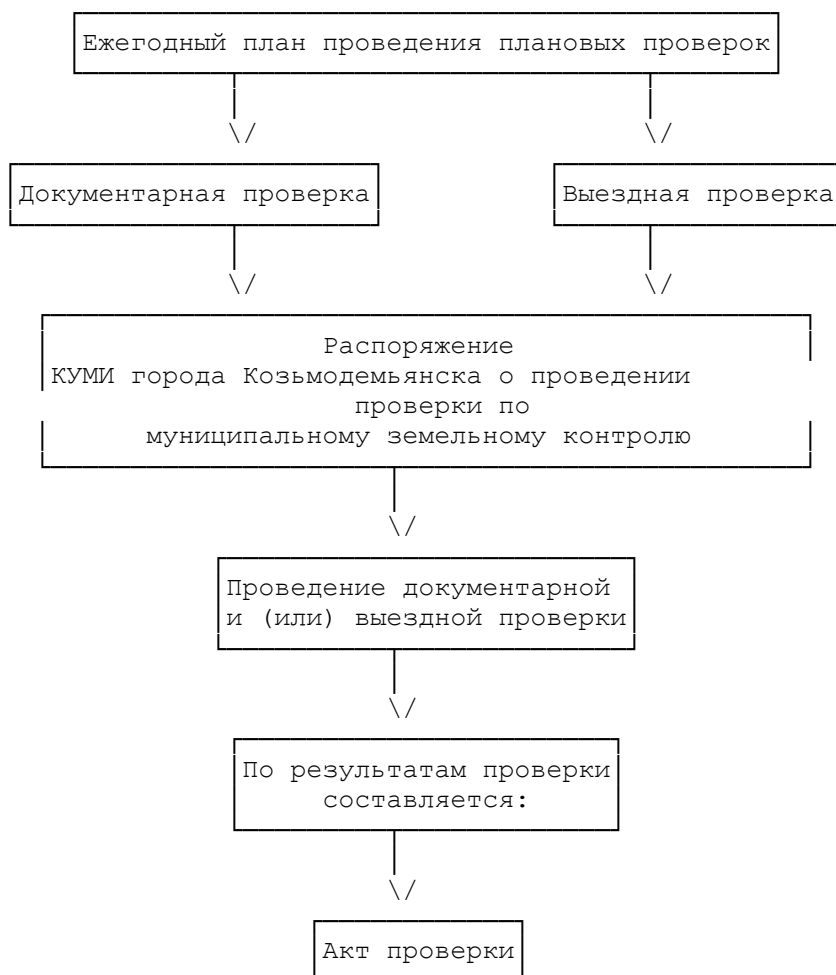 Ежегодный план проведения плановых проверок
Документарная проверка
Выездная проверка
Распоряжение
КУМИ города Козьмодемьянска о проведении
проверки по
муниципальному земельному контролю
Проведение документарной
и (или) выездной проверки
По результатам проверки
составляется:
Акт проверки